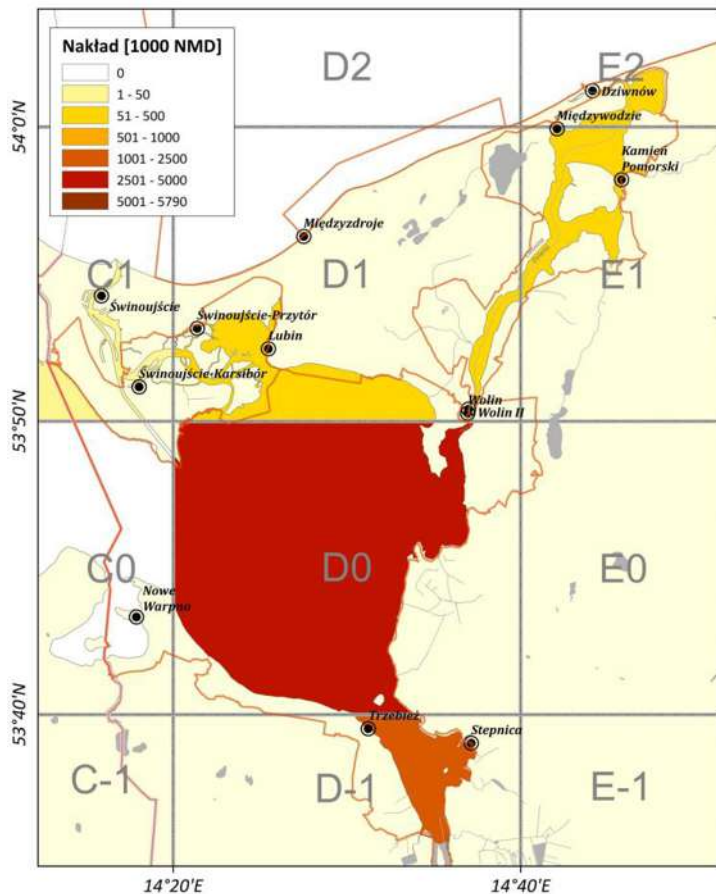 Nakład [1000 NMD]
0
1 - 50
51 - 500
501 - 1000
1001 - 2500
2501 - 5000
5001 - 5790
D2
E2
Dziwnów
Międzywodzie
54°0'N
Kamień
Pomorski
Międzyzdroje
C1
D1
E1
Świnoujście
Świnoujście-Przytór
Lubin
Świnoujście-Karsibór
Wolin
Wolin II
53°50'N
C0
D0
E0
Nowe
Warpno
53°40'N
Trzebież
Stepnica
C-1
D-1
E-1
14°20'E
14°40'E